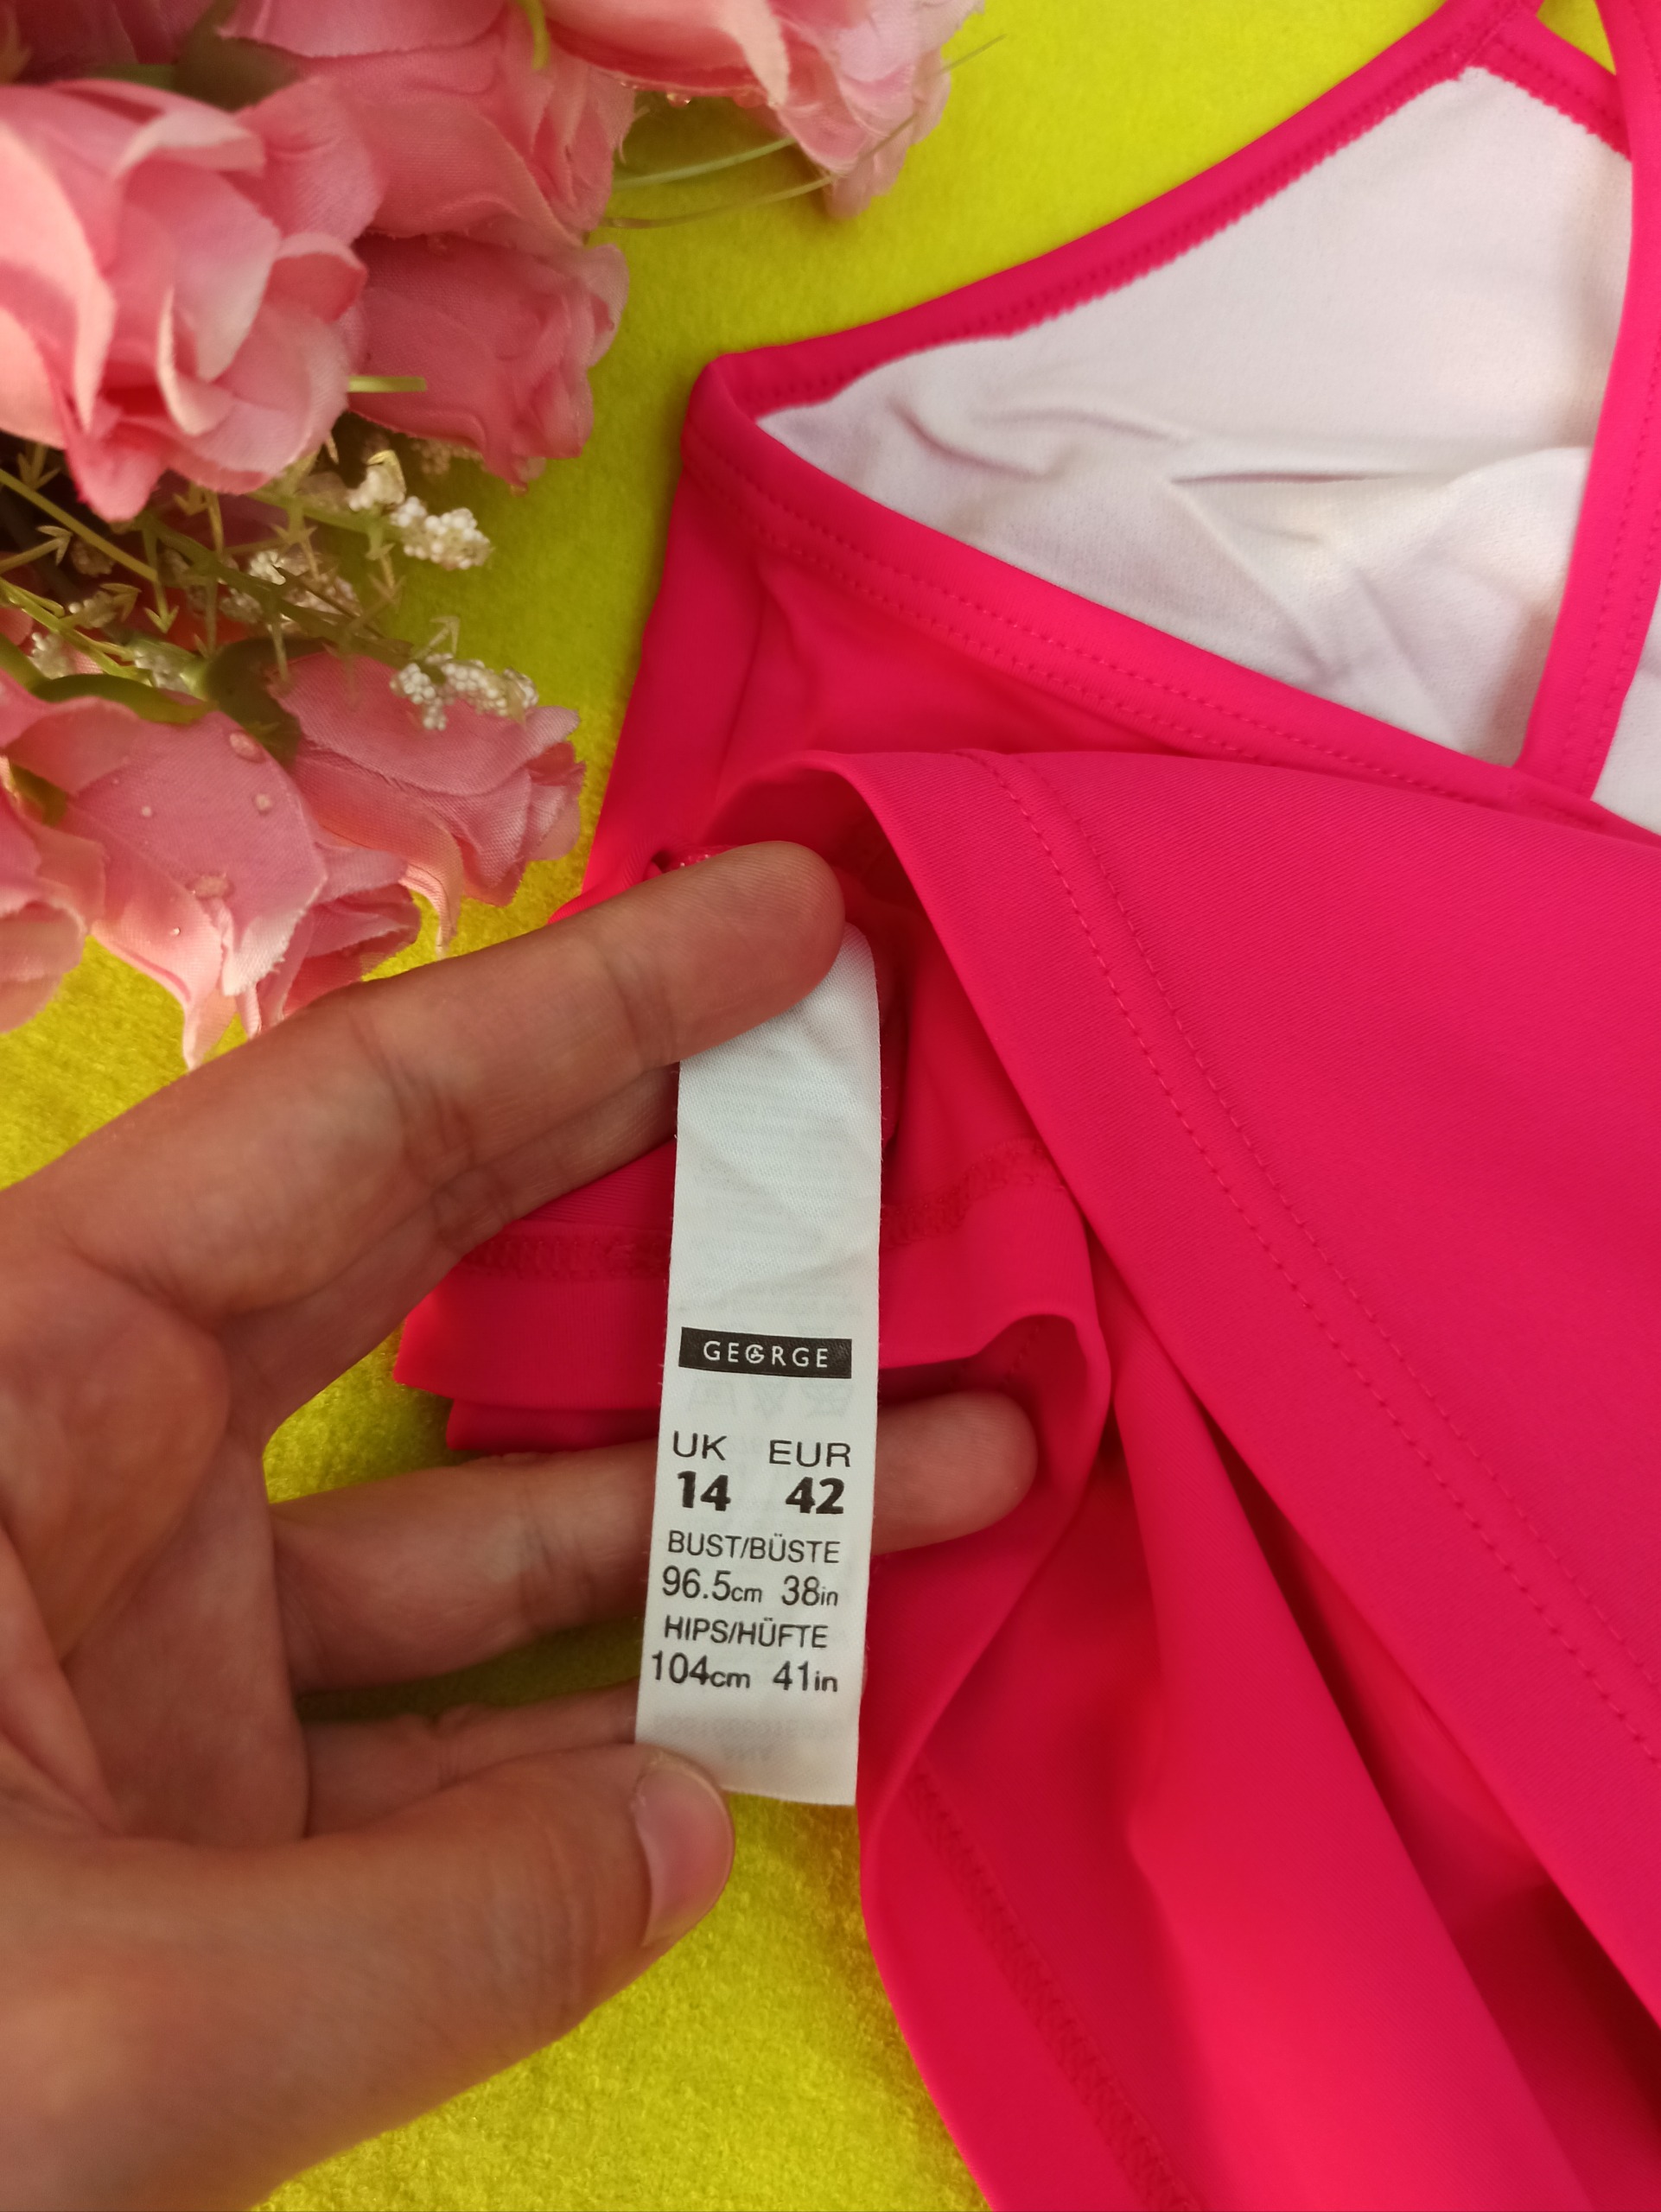 GEORGE
UK EUR
14 42
BUST/BÜSTE
96.5cm 38in
HIPS/HÜFTE
104cm 41in